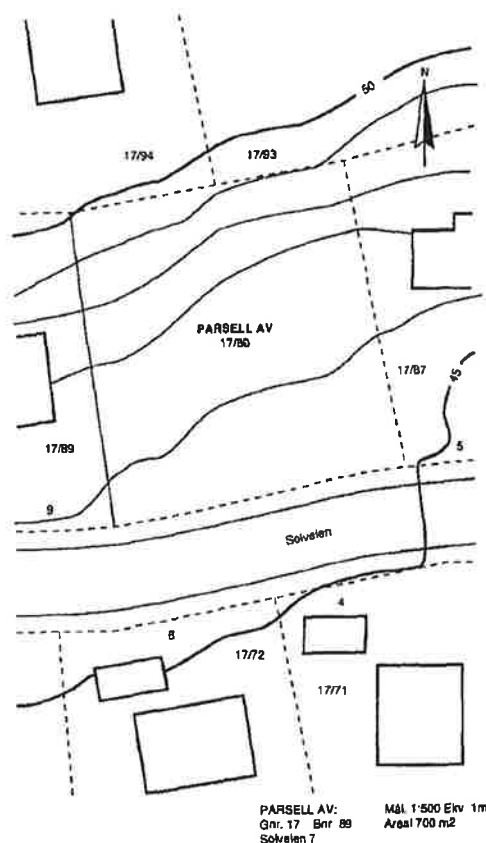 N
50
17/94
17/93
PARSELL AV
17/80
17/87
45
17/89
5
9
Solveien
4
6
17/72
17/71
PARSELL AV: Mål. 1:500 Ekv 1m
Gnr. 17 Bnr 89 Areal 700 m2
Solveien 7